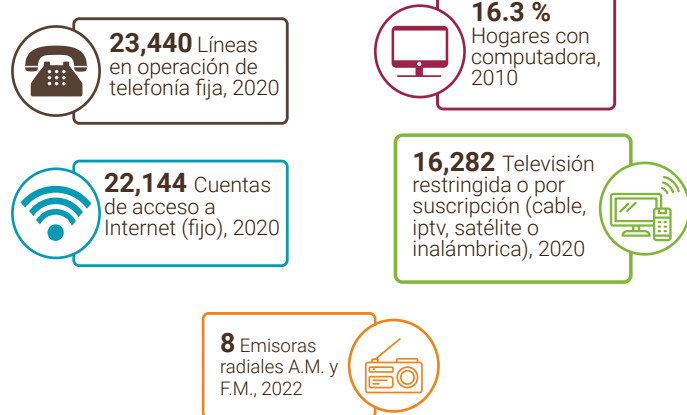 23,440 Líneas
en operación de
telefonía fija, 2020
16.3 %
Hogares con
computadora,
2010
22,144 Cuentas
de acceso a
Internet (fijo), 2020
16,282 Televisión
restringida o por
suscripción (cable,
iptv, satélite o
inalámbrica), 2020
8 Emisoras
radiales A.M. y
F.M., 2022